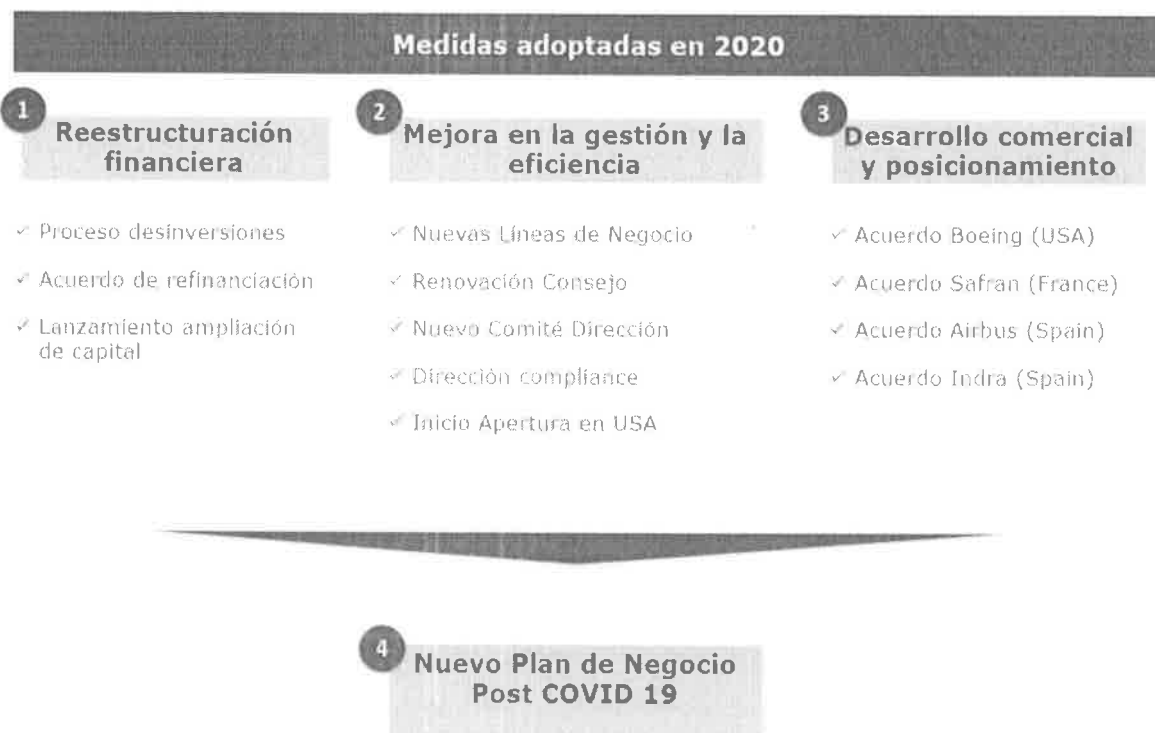 Medidas adoptadas en 2020
1
Reestructuración
financiera
✓ Proceso desinversiones
✓ Acuerdo de refinanciación
✓ Lanzamiento ampliación
de capital
2
Mejora en la gestión y la
eficiencia
✓ Nuevas Líneas de Negocio
✓ Renovación Consejo
✓ Nuevo Comité Dirección
✓ Dirección compliance
✓ Inicio Apertura en USA
3
Desarrollo comercial
y posicionamiento
✓ Acuerdo Boeing (USA)
✓ Acuerdo Safran (France)
✓ Acuerdo Airbus (Spain)
✓ Acuerdo Indra (Spain)
4
Nuevo Plan de Negocio
Post COVID 19